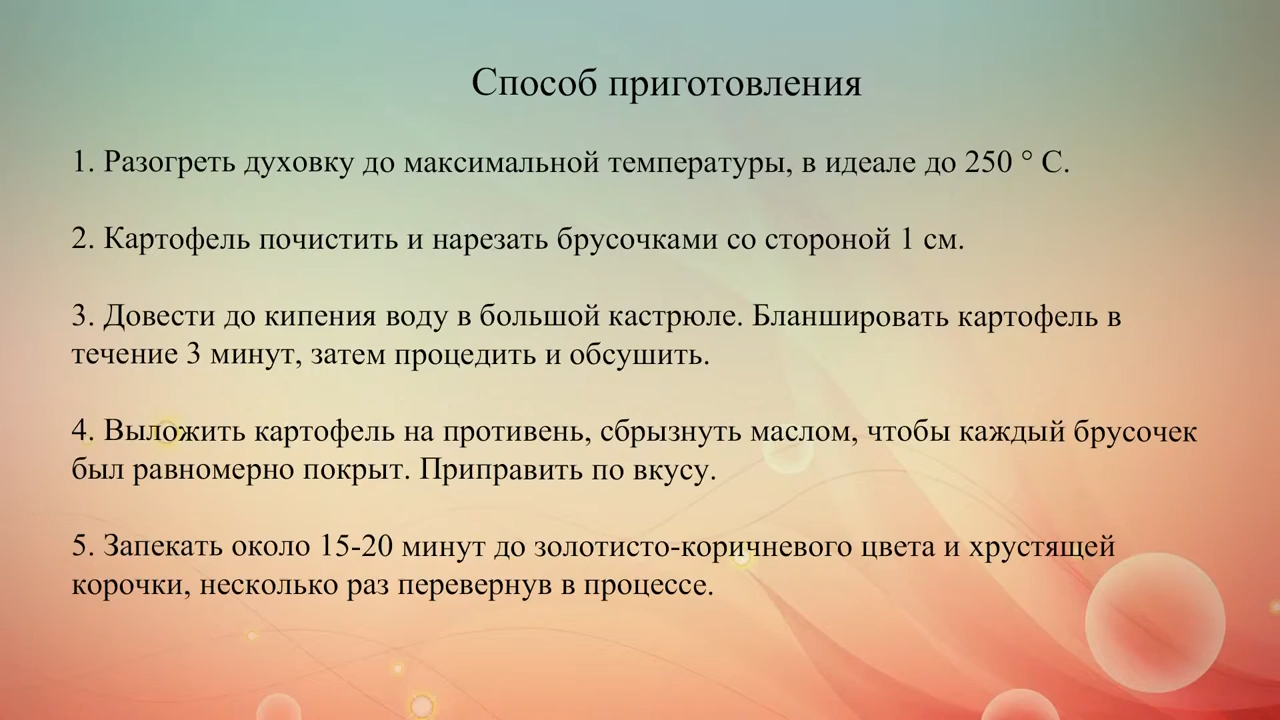 Способ приготовления
1. Разогреть духовку до максимальной температуры, в идеале до 250 ° С.
2. Картофель почистить и нарезать брусочками со стороной 1 см.
3. Довести до кипения воду в большой кастрюле. Бланшировать картофель в
течение 3 минут, затем процедить и обсушить.
4. Выложить картофель на противень, сбрызнуть маслом, чтобы каждый брусочек
был равномерно покрыт. Приправить по вкусу.
5. Запекать около 15-20 минут до золотисто-коричневого цвета и хрустящей
корочки, несколько раз перевернув в процессе.